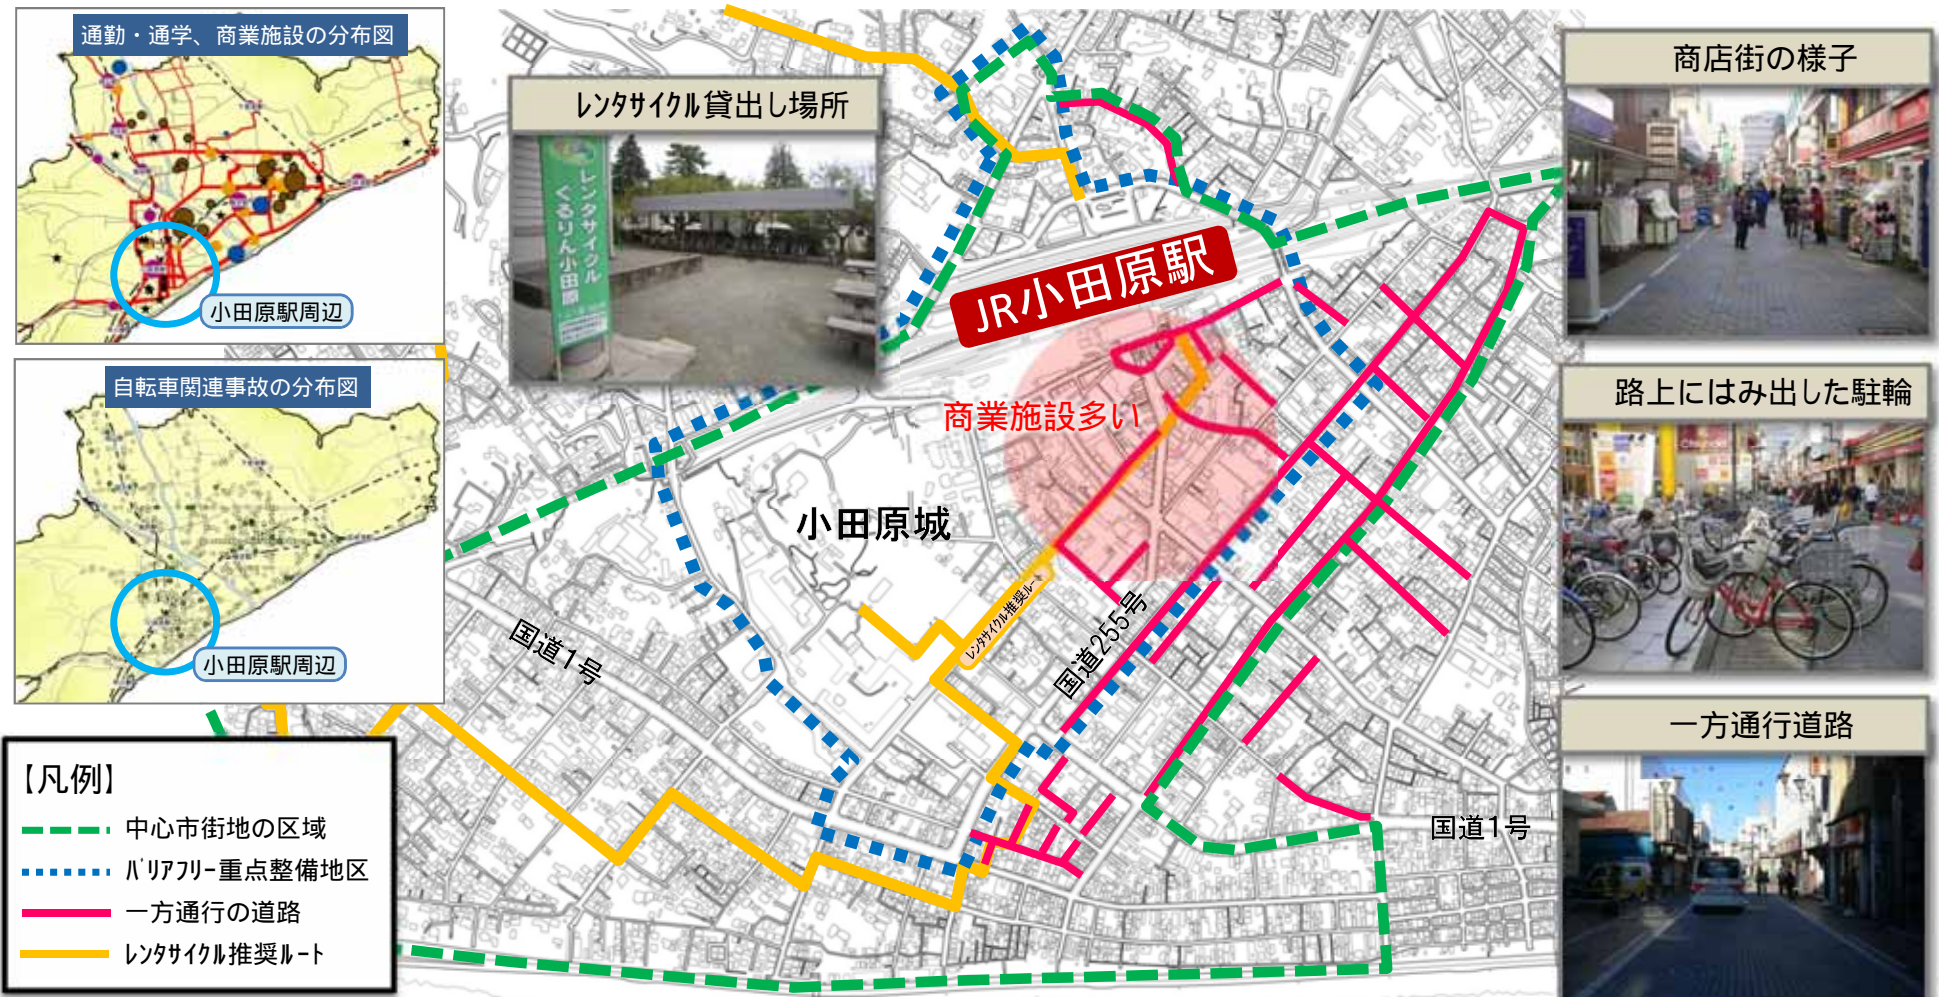 通勤・通学、商業施設の分布図
小田原駅周辺
自転車関連事故の分布図
小田原駅周辺
レンタサイクル貸出し場所
レンタサイクル
ぐるりん小田原
JR小田原駅
商業施設多い
小田原城
レンタサイクル推奨ルート
国道1号
国道255号
国道1号
商店街の様子
路上にはみ出した駐輪
一方通行道路
【凡例】
中心市街地の区域
バリアフリー重点整備地区
一方通行の道路
レンタサイクル推奨ルート